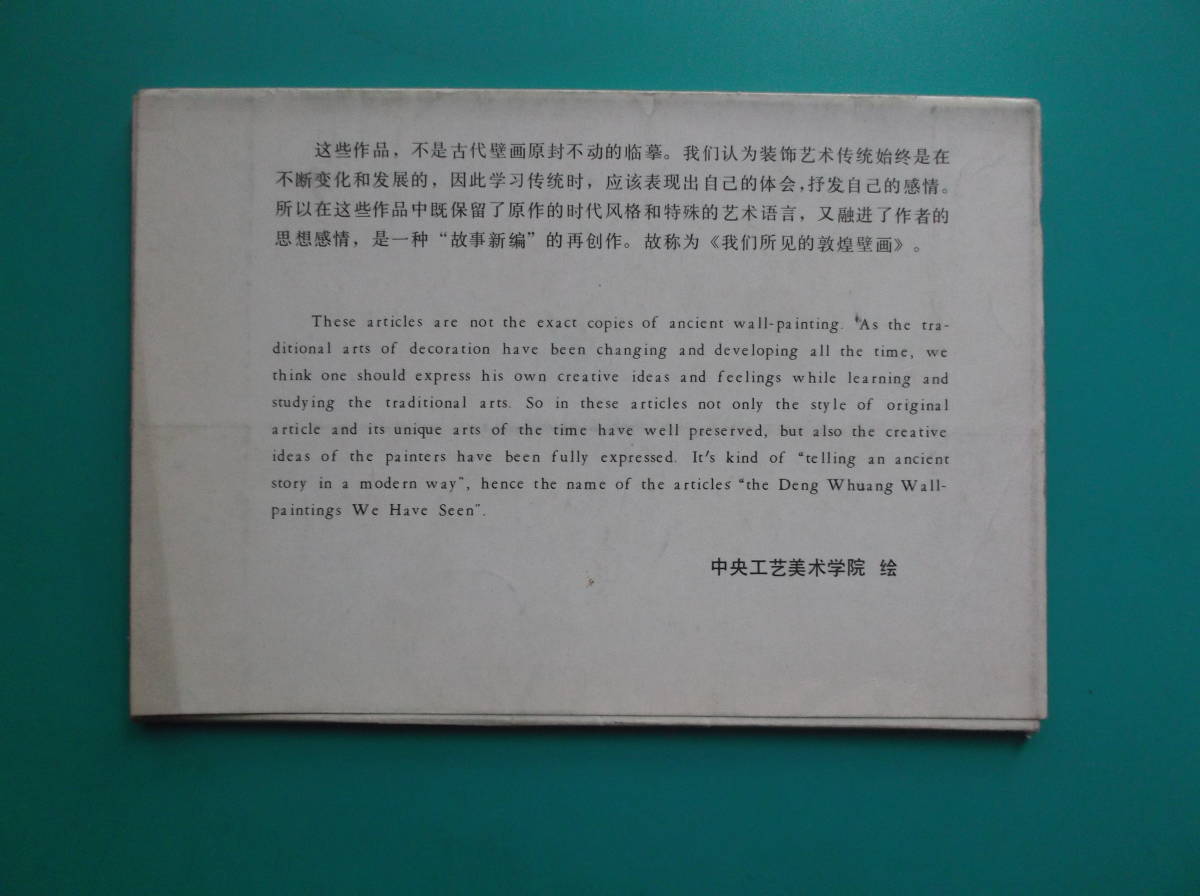 这些作品，不是古代壁画原封不动的临摹。我们认为装饰艺术传统始终是在
不断变化和发展的，因此学习传统时，应该表现出自己的体会，抒发自己的感情。
所以在这些作品中既保留了原作的时代风格和特殊的艺术语言，又融进了作者的
思想感情，是一种“故事新编”的再创作。故称为《我们所见的敦煌壁画》。
These articles are not the exact copies of ancient wall-painting. As the tra-
ditional arts of decoration have been changing and developing all the time, we
think one should express his own creative ideas and feelings while learning and
studying the traditional arts. So in these articles not only the style of original
article and its unique arts of the time have well preserved, but also the creative
ideas of the painters have been fully expressed. It's kind of “telling an ancient
story in a modern way”, hence the name of the articles “the Deng Whuang Wall-
paintings We Have Seen”.
中央工艺美术学院 绘